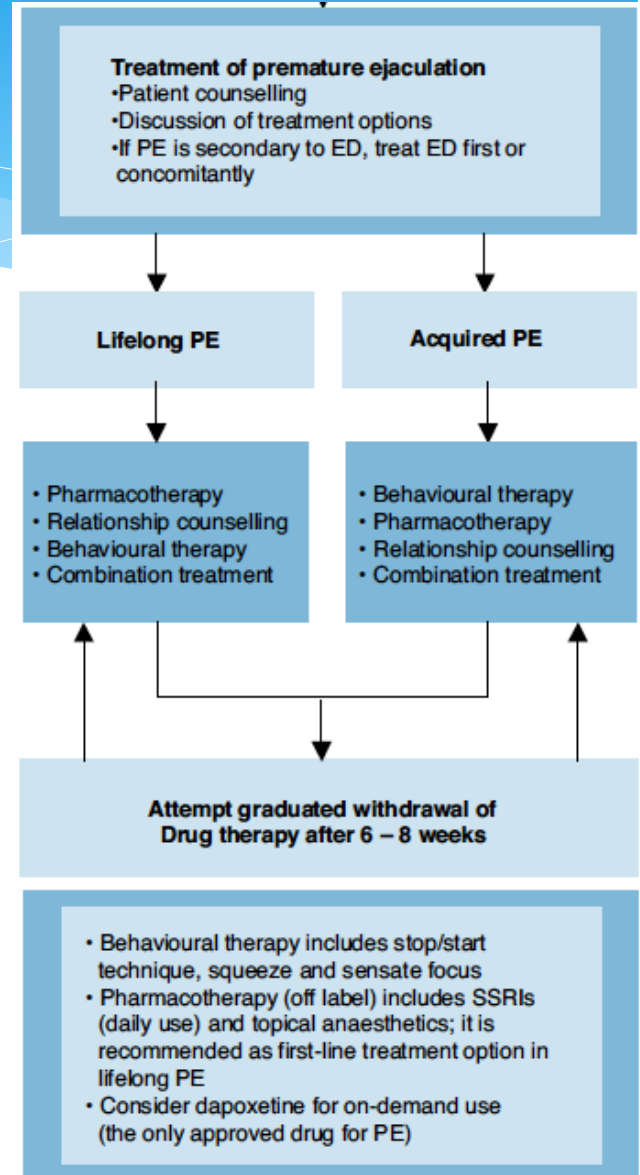 Treatment of premature ejaculation
•Patient counselling
•Discussion of treatment options
•If PE is secondary to ED, treat ED first or
concomitantly
Lifelong PE
Acquired PE
• Pharmacotherapy
• Relationship counselling
• Behavioural therapy
• Combination treatment
• Behavioural therapy
• Pharmacotherapy
• Relationship counselling
• Combination treatment
Attempt graduated withdrawal of
Drug therapy after 6 – 8 weeks
• Behavioural therapy includes stop/start
technique, squeeze and sensate focus
• Pharmacotherapy (off label) includes SSRIs
(daily use) and topical anaesthetics; it is
recommended as first-line treatment option in
lifelong PE
• Consider dapoxetine for on-demand use
(the only approved drug for PE)